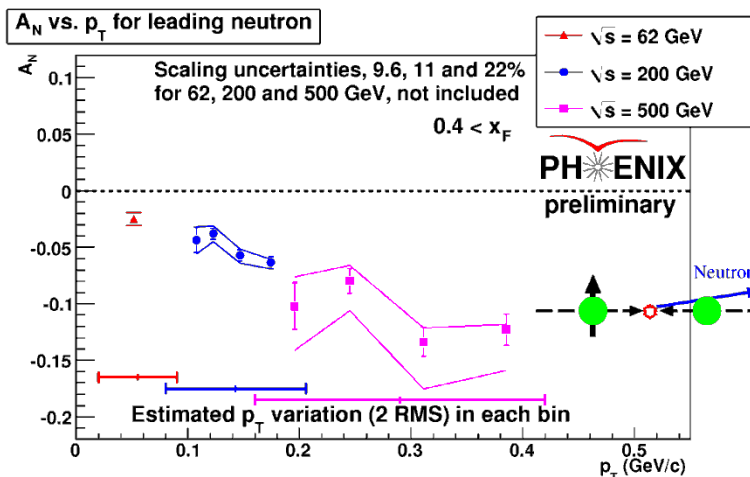 A_N vs. p_T for leading neutron
√s = 62 GeV
√s = 200 GeV
√s = 500 GeV
Scaling uncertainties, 9.6, 11 and 22%
for 62, 200 and 500 GeV, not included
0.4 < x_F
PHENIX
preliminary
Neutron
Estimated p_T variation (2 RMS) in each bin
A_N
0.1
0.05
0
-0.05
-0.1
-0.15
-0.2
0
0.1
0.2
0.3
0.4
0.5
p_T (GeV/c)